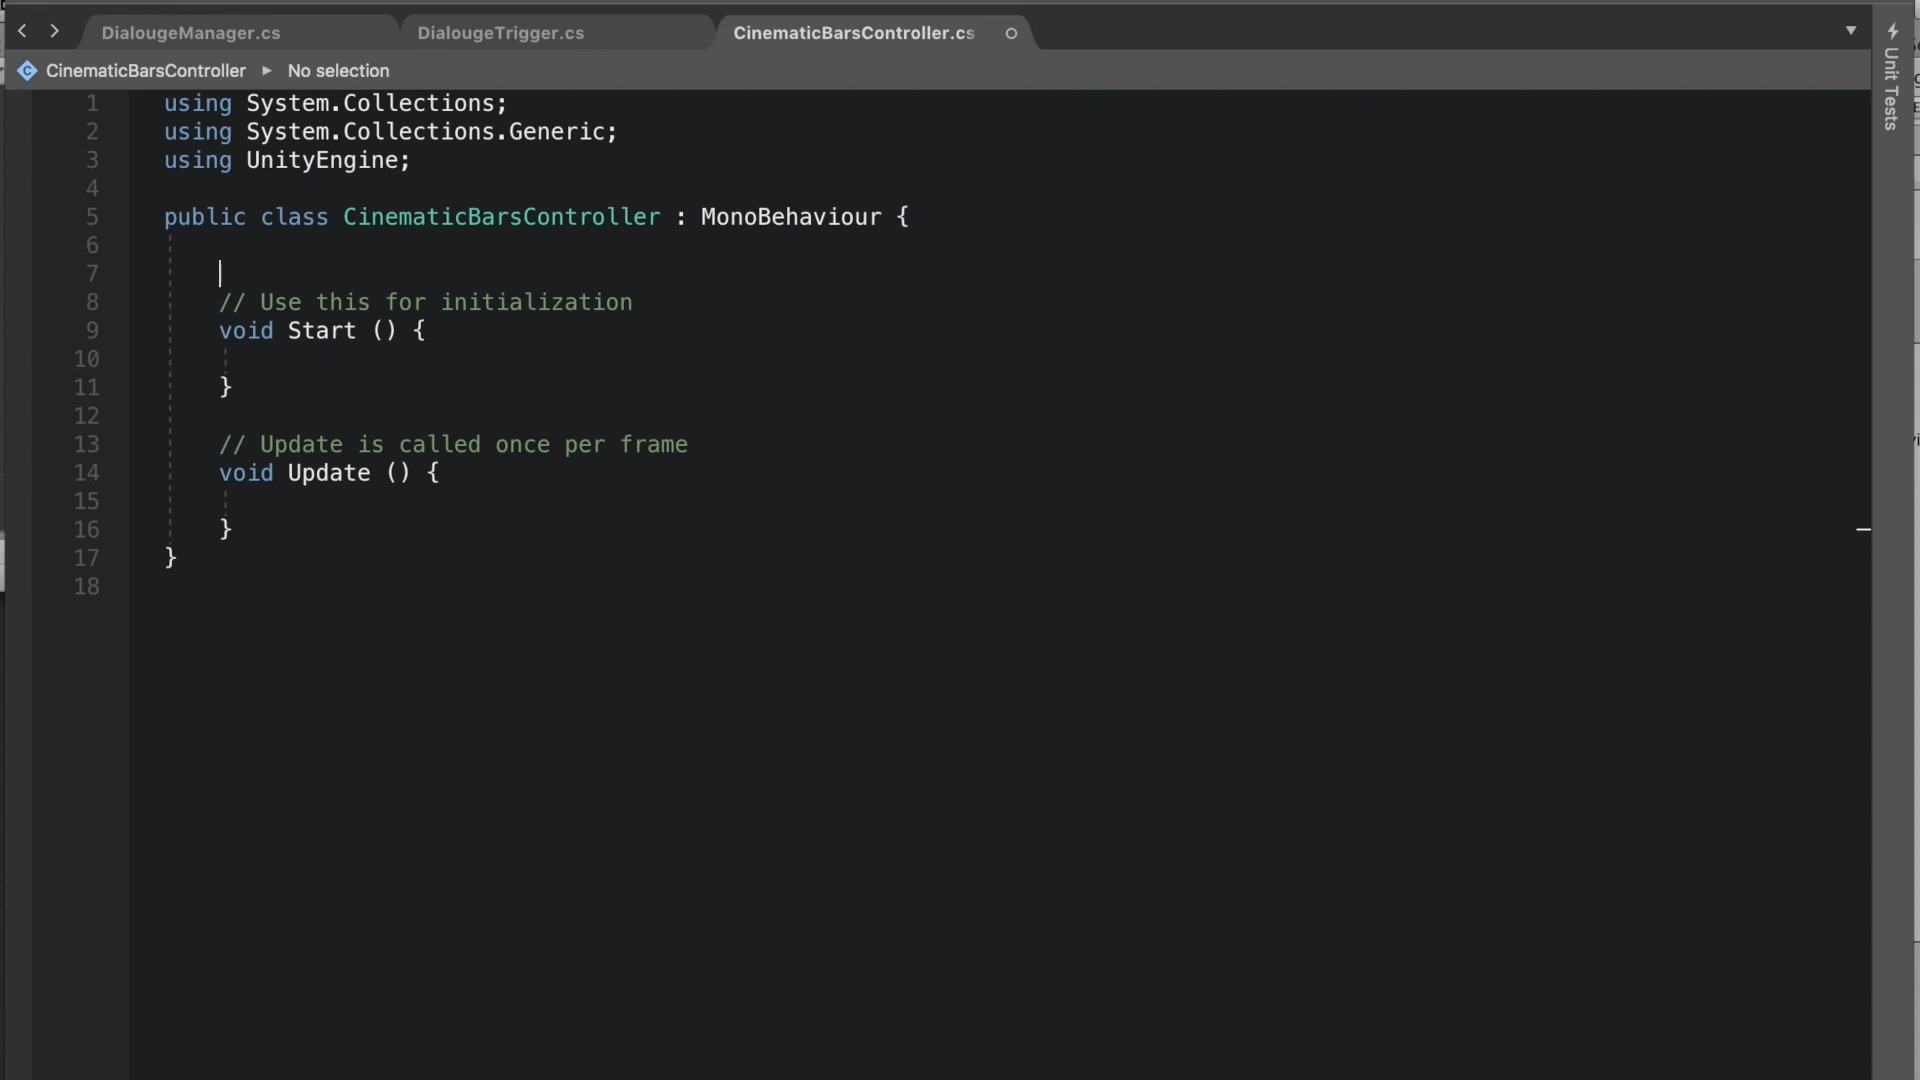 DialougeManager.cs
DialougeTrigger.cs
CinematicBarsController.cs
CinematicBarsController
No selection
Unit Tests
1 using System.Collections;
2 using System.Collections.Generic;
3 using UnityEngine;
4
5 public class CinematicBarsController : MonoBehaviour {
6
7
8 // Use this for initialization
9 void Start () {
10
11 }
12
13 // Update is called once per frame
14 void Update () {
15
16 }
17 }
18